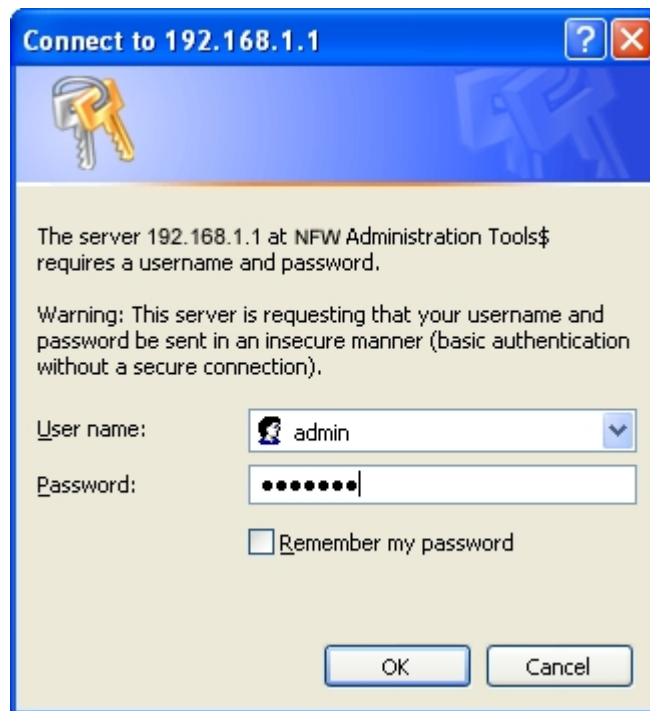 Connect to 192.168.1.1
The server 192.168.1.1 at NFW Administration Tools$
requires a username and password.
Warning: This server is requesting that your username and
password be sent in an insecure manner (basic authentication
without a secure connection).
User name:
admin
Password:
●●●●●●●
Remember my password
OK
Cancel